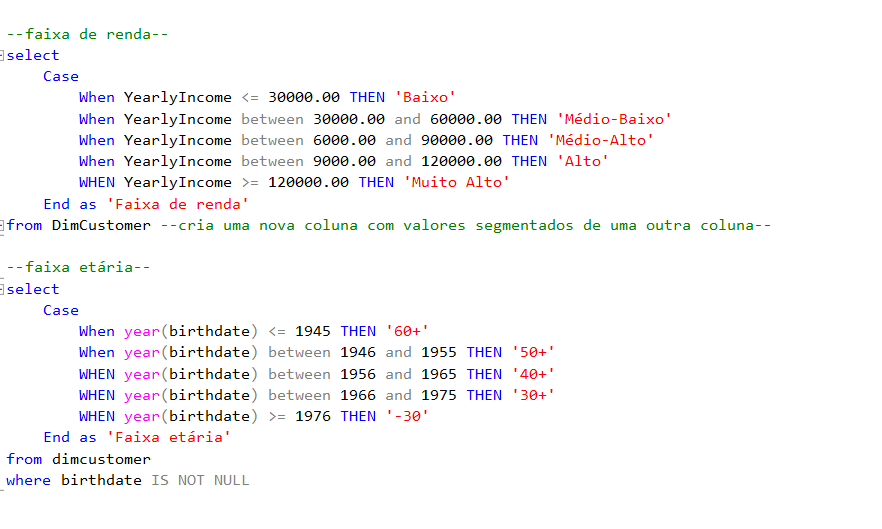 --faixa de renda--
select
Case
When YearlyIncome <= 30000.00 THEN 'Baixo'
When YearlyIncome between 30000.00 and 60000.00 THEN 'Médio-Baixo'
When YearlyIncome between 6000.00 and 90000.00 THEN 'Médio-Alto'
When YearlyIncome between 9000.00 and 120000.00 THEN 'Alto'
WHEN YearlyIncome >= 120000.00 THEN 'Muito Alto'
End as 'Faixa de renda'
from DimCustomer --cria uma nova coluna com valores segmentados de uma outra coluna--
--faixa etária--
select
Case
When year(birthdate) <= 1945 THEN '60+'
When year(birthdate) between 1946 and 1955 THEN '50+'
WHEN year(birthdate) between 1956 and 1965 THEN '40+'
WHEN year(birthdate) between 1966 and 1975 THEN '30+'
WHEN year(birthdate) >= 1976 THEN '-30'
End as 'Faixa etária'
from dimcustomer
where birthdate IS NOT NULL